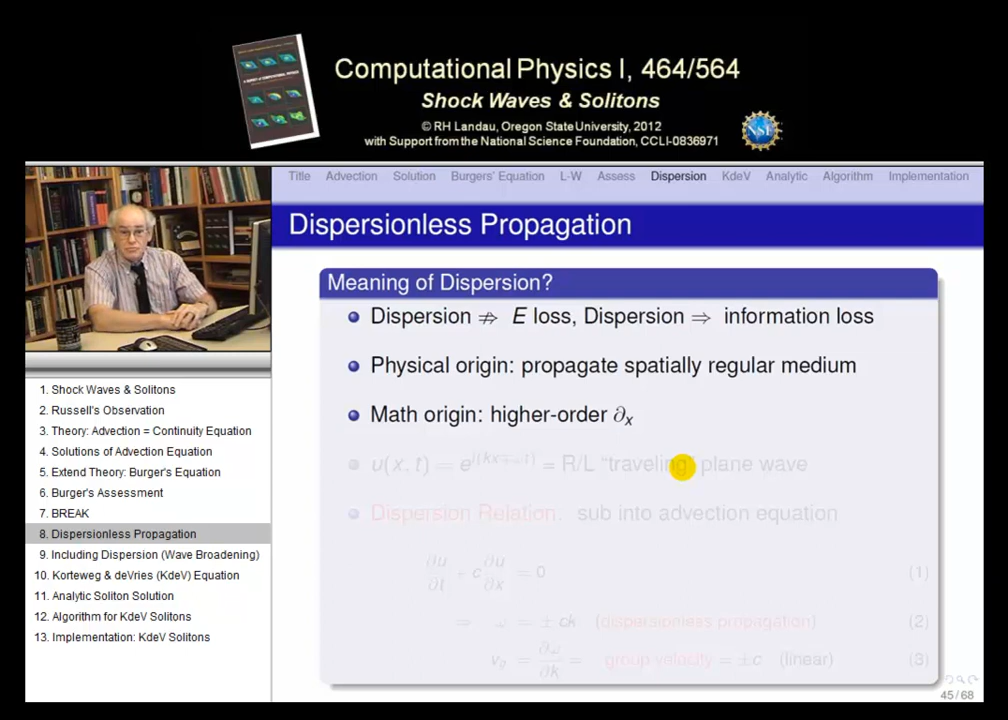 Computational Physics I, 464/564
Shock Waves & Solitons
© RH Landau, Oregon State University, 2012
with Support from the National Science Foundation, CCLI-0836971
NSF
Title Advection Solution Burgers' Equation L-W Assess Dispersion KdeV Analytic Algorithm Implementation
Dispersionless Propagation
Meaning of Dispersion?
Dispersion ⇏ E loss, Dispersion ⇒ information loss
Physical origin: propagate spatially regular medium
Math origin: higher-order ∂x
u(x, t) = e^{i(kx∓ωt)} = R/L "traveling" plane wave
Dispersion Relation: sub into advection equation
∂u/∂t + c ∂u/∂x = 0 (1)
⇒ ω = ± ck (dispersionless propagation) (2)
vg = ∂ω/∂k = group velocity = ±c (linear) (3)
45 / 68
1. Shock Waves & Solitons
2. Russell's Observation
3. Theory: Advection = Continuity Equation
4. Solutions of Advection Equation
5. Extend Theory: Burger's Equation
6. Burger's Assessment
7. BREAK
8. Dispersionless Propagation
9. Including Dispersion (Wave Broadening)
10. Korteweg & deVries (KdeV) Equation
11. Analytic Soliton Solution
12. Algorithm for KdeV Solitons
13. Implementation: KdeV Solitons